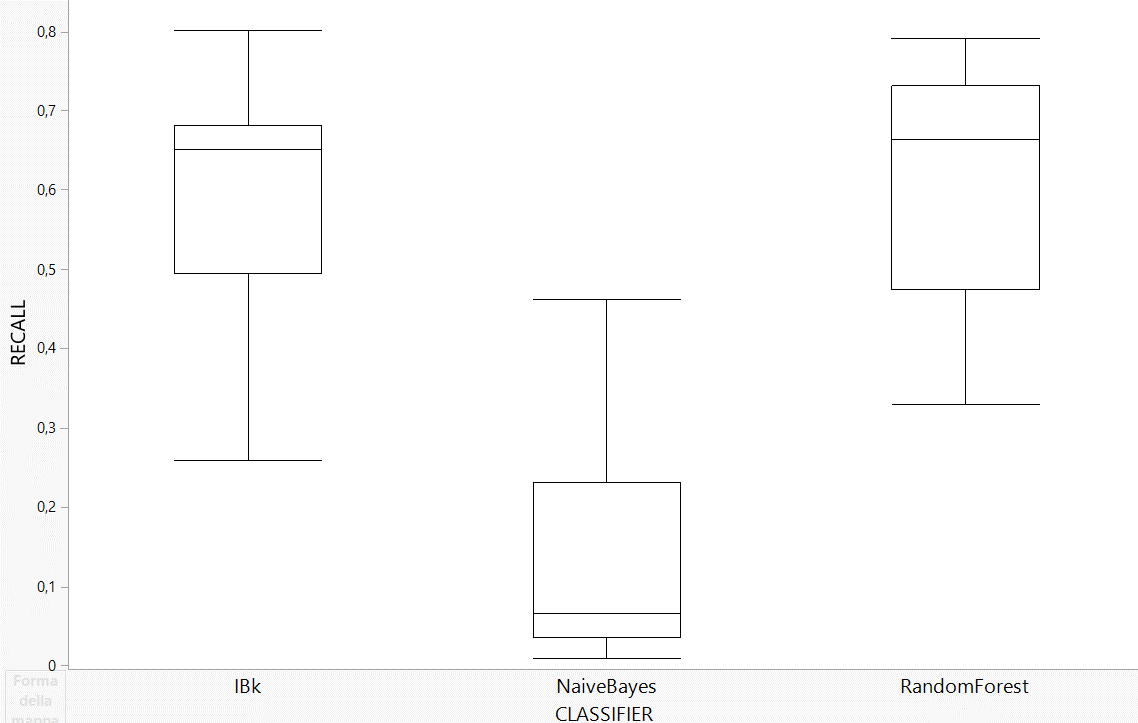 0,8
0,7
0,6
0,5
0,4
0,3
0,2
0,1
0
RECALL
IBk
NaiveBayes
RandomForest
CLASSIFIER
Forma
della
mappa